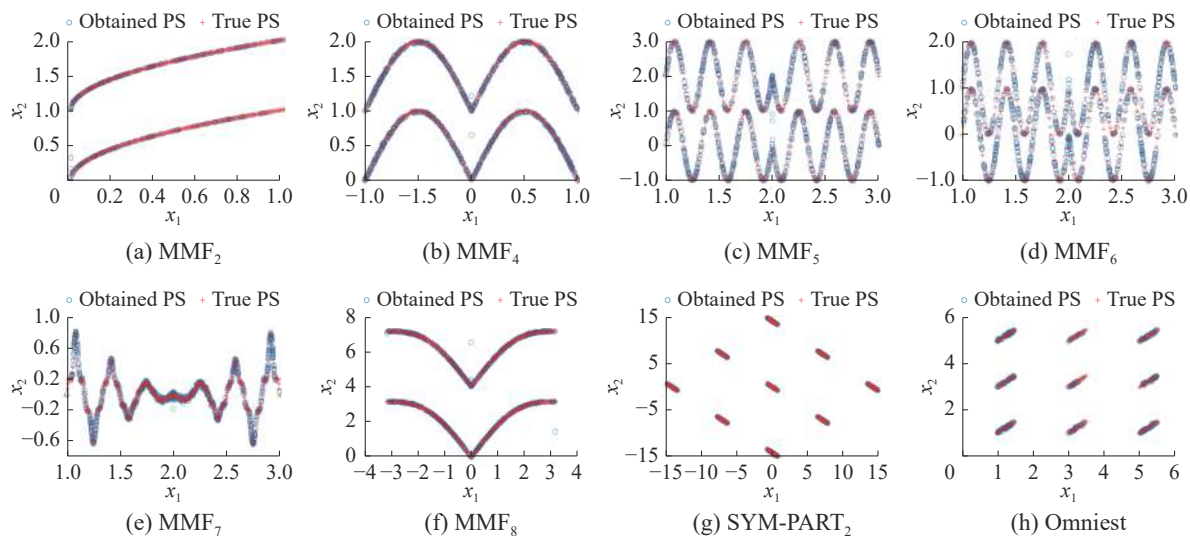 ○ Obtained PS + True PS
2.0
1.5
1.0
0.5
0
0.2
0.4
0.6
0.8
1.0
x2
x1
(a) MMF2
○ Obtained PS + True PS
2.0
1.5
1.0
0.5
0
−1.0
−1.5
0
0.5
1.0
x2
x1
(b) MMF4
○ Obtained PS + True PS
3.0
2.0
1.0
0
−1.0
1.0
1.5
2.0
2.5
3.0
x2
x1
(c) MMF5
○ Obtained PS + True PS
2.0
1.0
0
−1.0
1.0
1.5
2.0
2.5
3.0
x2
x1
(d) MMF6
○ Obtained PS + True PS
1.0
0.6
0.2
−0.2
−0.6
1.0
1.5
2.0
2.5
3.0
x2
x1
(e) MMF7
○ Obtained PS + True PS
8
6
4
2
0
−4
−3
−2
−1
0
1
2
3
4
x2
x1
(f) MMF8
○ Obtained PS + True PS
15
5
−5
−15
−15
−10
−5
0
5
10
15
x2
x1
(g) SYM-PART2
○ Obtained PS + True PS
6
4
2
0
1
2
3
4
5
6
x2
x1
(h) Omniest